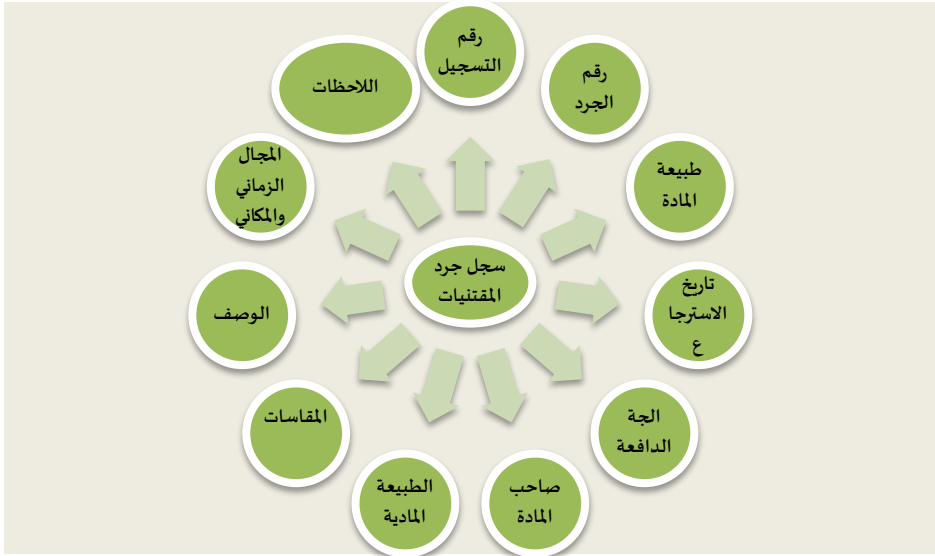 سجل جرد
المقتنيات
رقم
التسجيل
رقم
الجرد
طبيعة
المادة
تاريخ
الاسترجا
ع
الجة
الدافعة
صاحب
المادة
الطبيعة
المادية
المقاسات
الوصف
المجال
الزماني
والمكاني
اللاحظات